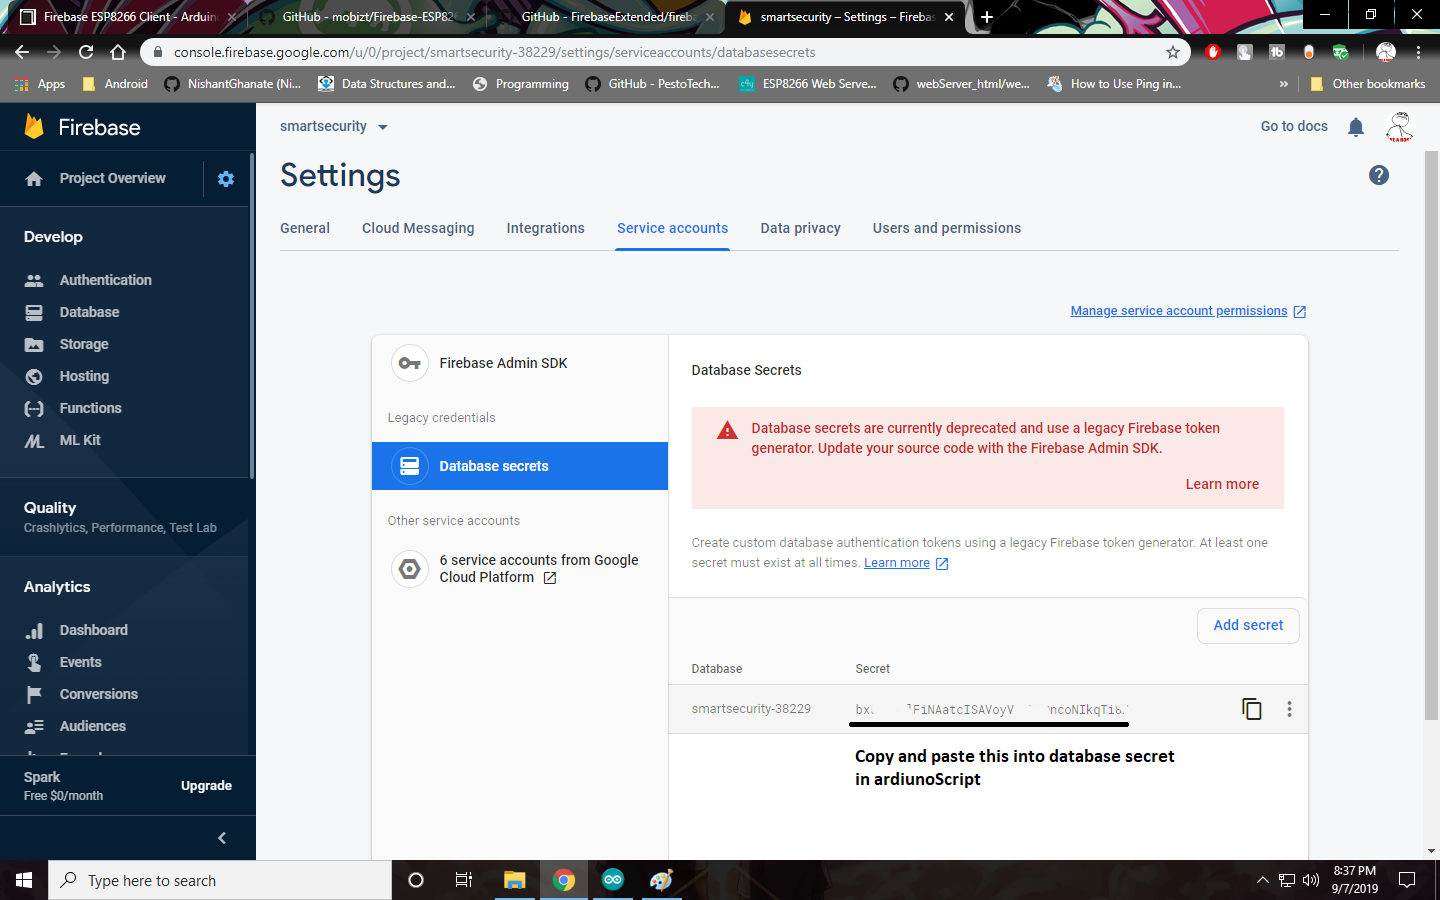 Firebase ESP8266 Client - Arduin
GitHub - mobizt/Firebase-ESP82
GitHub - FirebaseExtended/fireba
smartsecurity – Settings – Firebas
console.firebase.google.com/u/0/project/smartsecurity-38229/settings/serviceaccounts/databasesecrets
Apps
Android
NishantGhanate (Ni...
Data Structures and...
Programming
GitHub - PestoTech...
ESP8266 Web Serve...
webServer_html/we...
How to Use Ping in...
»
Other bookmarks
Firebase
smartsecurity
Go to docs
Project Overview
Settings
General
Cloud Messaging
Integrations
Service accounts
Data privacy
Users and permissions
Develop
Authentication
Database
Storage
Hosting
Functions
ML Kit
Quality
Crashlytics, Performance, Test Lab
Analytics
Dashboard
Events
Conversions
Audiences
Spark
Free $0/month
Upgrade
Manage service account permissions
Firebase Admin SDK
Legacy credentials
Database secrets
Other service accounts
6 service accounts from Google
Cloud Platform
Database Secrets
Database secrets are currently deprecated and use a legacy Firebase token
generator. Update your source code with the Firebase Admin SDK.
Learn more
Create custom database authentication tokens using a legacy Firebase token generator. At least one
secret must exist at all times. Learn more
Add secret
Database
Secret
smartsecurity-38229
Copy and paste this into database secret
in ardiunoScript
Type here to search
8:37 PM
9/7/2019